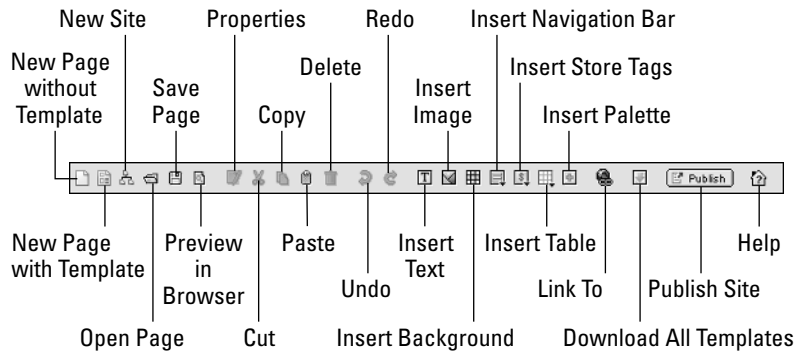 New Site
Properties
Redo
Insert Navigation Bar
New Page
without
Template
Save
Page
Copy
Delete
Insert
Image
Insert Store Tags
Insert Palette
T
$
Publish
?
New Page
with Template
Preview
in
Browser
Paste
Undo
Insert
Text
Insert Table
Link To
Publish Site
Help
Open Page
Cut
Insert Background
Download All Templates